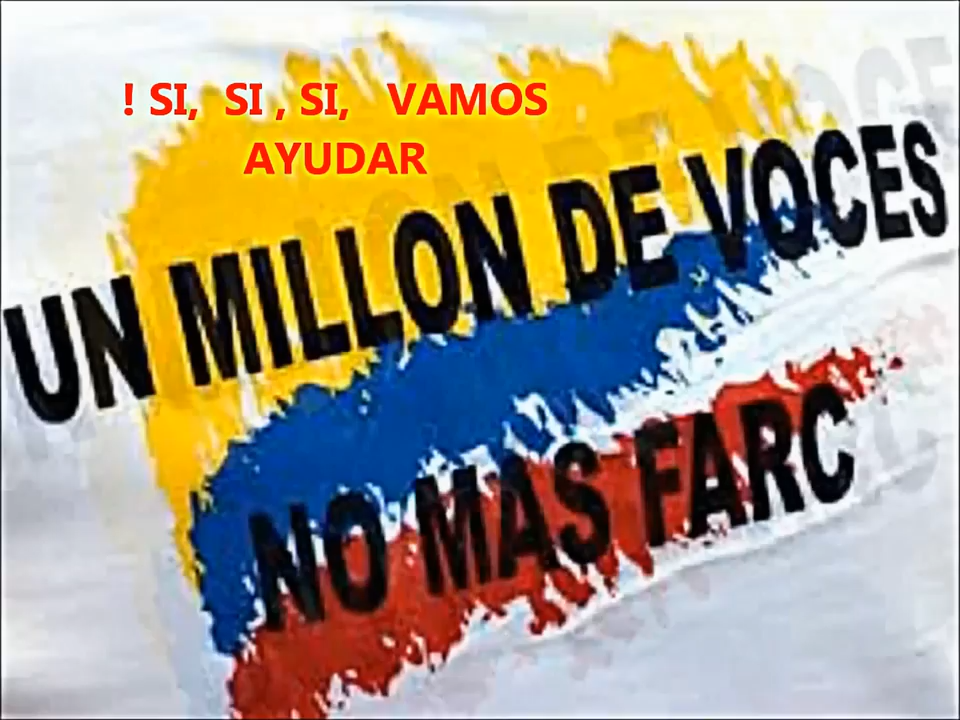 ! SI, SI , SI, VAMOS
AYUDAR
UN MILLON DE VOCES
NO MAS FARC